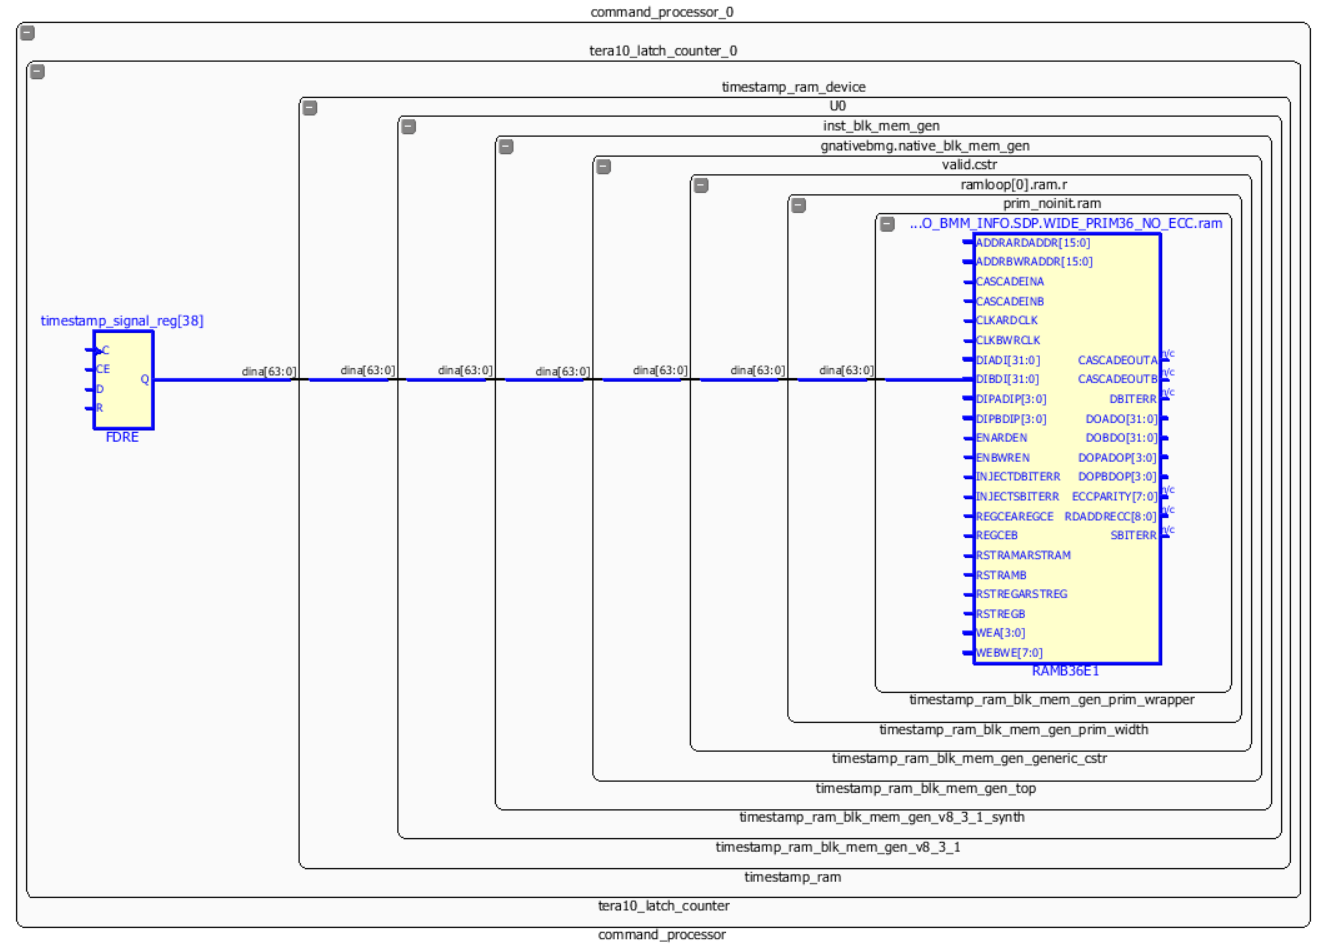 command_processor_0
tera10_latch_counter_0
timestamp_ram_device
U0
inst_blk_mem_gen
gnativebmg.native_blk_mem_gen
valid.cstr
ramloop[0].ram.r
prim_noinit.ram
...O_BMM_INFO.SDP.WIDE_PRIM36_NO_ECC.ram
timestamp_signal_reg[38]
C
CE
D
R
Q
FDRE
dina[63:0]
dina[63:0]
dina[63:0]
dina[63:0]
dina[63:0]
dina[63:0]
dina[63:0]
ADDRARDADDR[15:0]
ADDRBWRADDR[15:0]
CASCADEINA
CASCADEINB
CLKARDCLK
CLKBWRCLK
DIADI[31:0]
DIBDI[31:0]
DIPADIP[3:0]
DIPBDIP[3:0]
ENARDEN
ENBWREN
INJECTDBITERR
INJECTSBITERR
REGCEAREGCE
REGCEB
RSTRAMARSTRAM
RSTRAMB
RSTREGARSTREG
RSTREGB
WEA[3:0]
WEBWE[7:0]
CASCADEOUTA n/c
CASCADEOUTB n/c
DBITERR n/c
DOADO[31:0]
DOBDO[31:0]
DOPADOP[3:0]
DOPBDOP[3:0]
ECCPARITY[7:0] n/c
RDADDRECC[8:0] n/c
SBITERR n/c
RAMB36E1
timestamp_ram_blk_mem_gen_prim_wrapper
timestamp_ram_blk_mem_gen_prim_width
timestamp_ram_blk_mem_gen_generic_cstr
timestamp_ram_blk_mem_gen_top
timestamp_ram_blk_mem_gen_v8_3_1_synth
timestamp_ram_blk_mem_gen_v8_3_1
timestamp_ram
tera10_latch_counter
command_processor